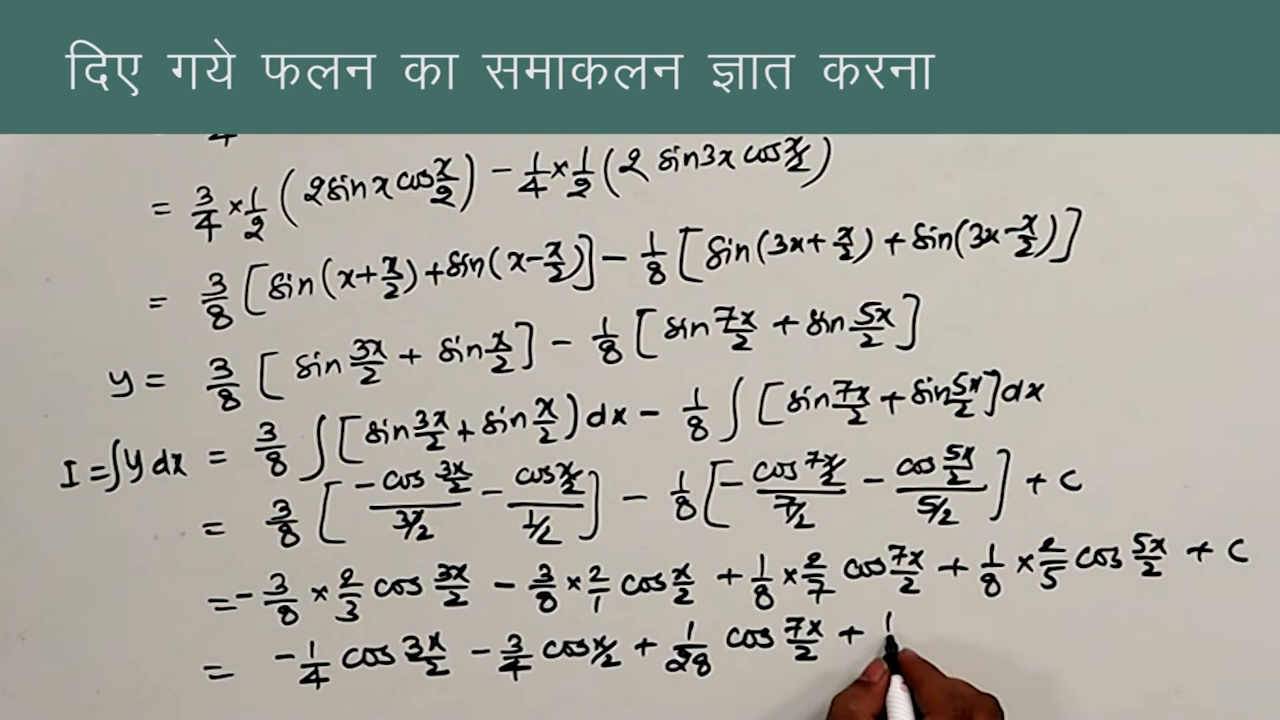 दिए गये फलन का समाकलन ज्ञात करना
4
= 3/4 × 1/2 (2 sin x cos x/2) - 1/4 × 1/2 (2 sin 3x cos x/2)
= 3/8 [sin(x + x/2) + sin(x - x/2)] - 1/8 [sin(3x + x/2) + sin(3x - x/2)]
y = 3/8 [sin 3x/2 + sin x/2] - 1/8 [sin 7x/2 + sin 5x/2]
I = ∫y dx = 3/8 ∫[sin 3x/2 + sin x/2) dx - 1/8 ∫ [sin 7x/2 + sin 5x/2] dx
= 3/8 [-cos 3x/2 / 3/2 - cos x/2 / 1/2] - 1/8 [-cos 7x/2 / 7/2 - cos 5x/2 / 5/2] + C
= -3/8 × 2/3 cos 3x/2 - 3/8 × 2/1 cos x/2 + 1/8 × 2/7 cos 7x/2 + 1/8 × 2/5 cos 5x/2 + C
= -1/4 cos 3x/2 - 3/4 cos x/2 + 1/28 cos 7x/2 + 1